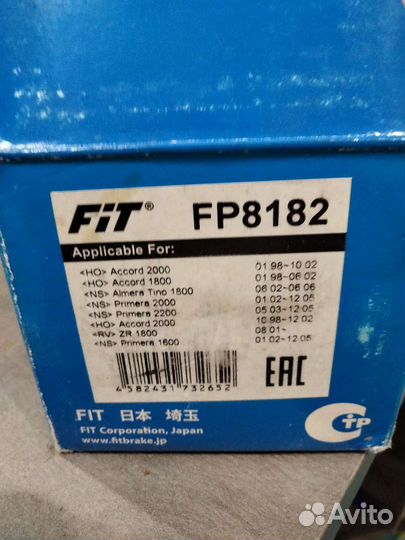 FiT® FP8182
Applicable For:
<HO> Accord 2000 01.98~10.02
<HO> Accord 1800 01.98~06.02
<NS> Almera Tino 1800 06.02~06.06
<NS> Primera 2000 01.02~12.05
<NS> Primera 2200 05.03~12.05
<HO> Accord 2000 10.98~12.02
<RV> ZR 1800 08.01~
<NS> Primera 1600 01.02~12.05
4 582431 732652
EAC
FIT 日本 埼玉
FIT Corporation, Japan
www.fitbrake.jp
CTP
Avito